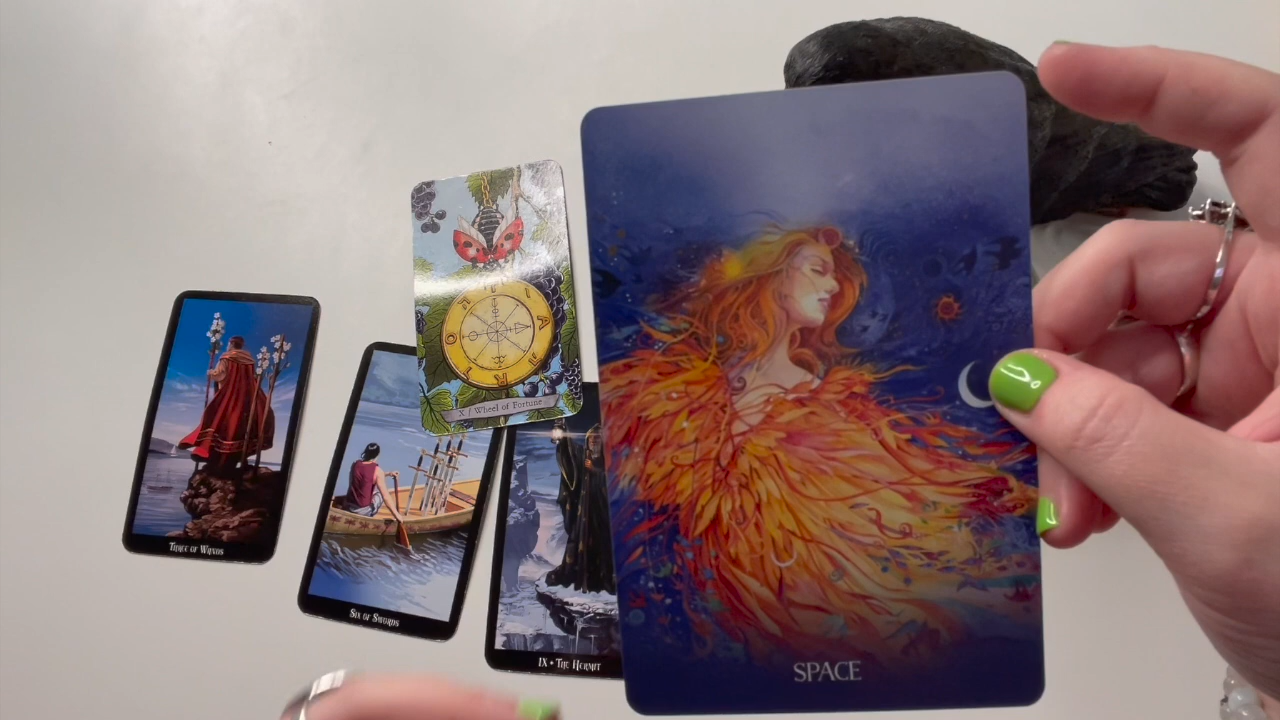 Three of Wands
Six of Swords
X / Wheel of Fortune
IX • The Hermit
SPACE